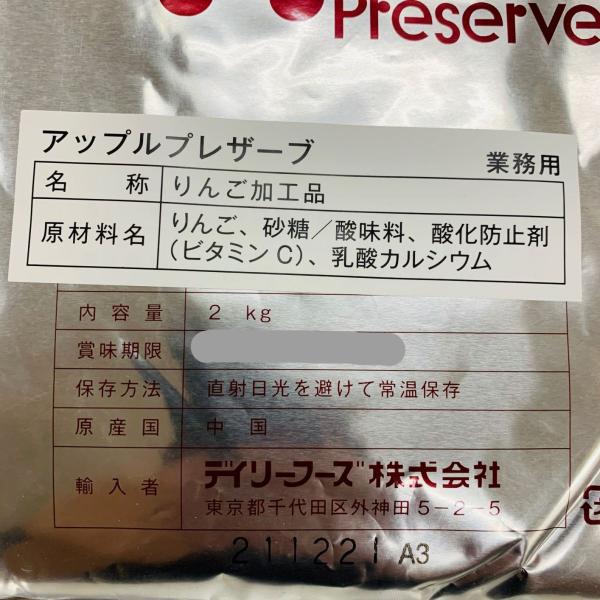 Preserve
アップルプレザーブ 業務用
名称 りんご加工品
原材料名 りんご、砂糖／酸味料、酸化防止剤
（ビタミンC）、乳酸カルシウム
内容量 2 kg
賞味期限
保存方法 直射日光を避けて常温保存
原産国 中国
輸入者 デイリーフーズ株式会社
東京都千代田区外神田5-2-5
211221 A3